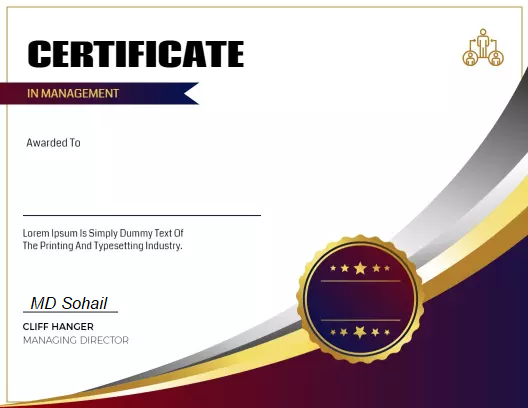 CERTIFICATE
IN MANAGEMENT
Awarded To
Lorem Ipsum Is Simply Dummy Text Of
The Printing And Typesetting Industry.
MD Sohail
CLIFF HANGER
MANAGING DIRECTOR